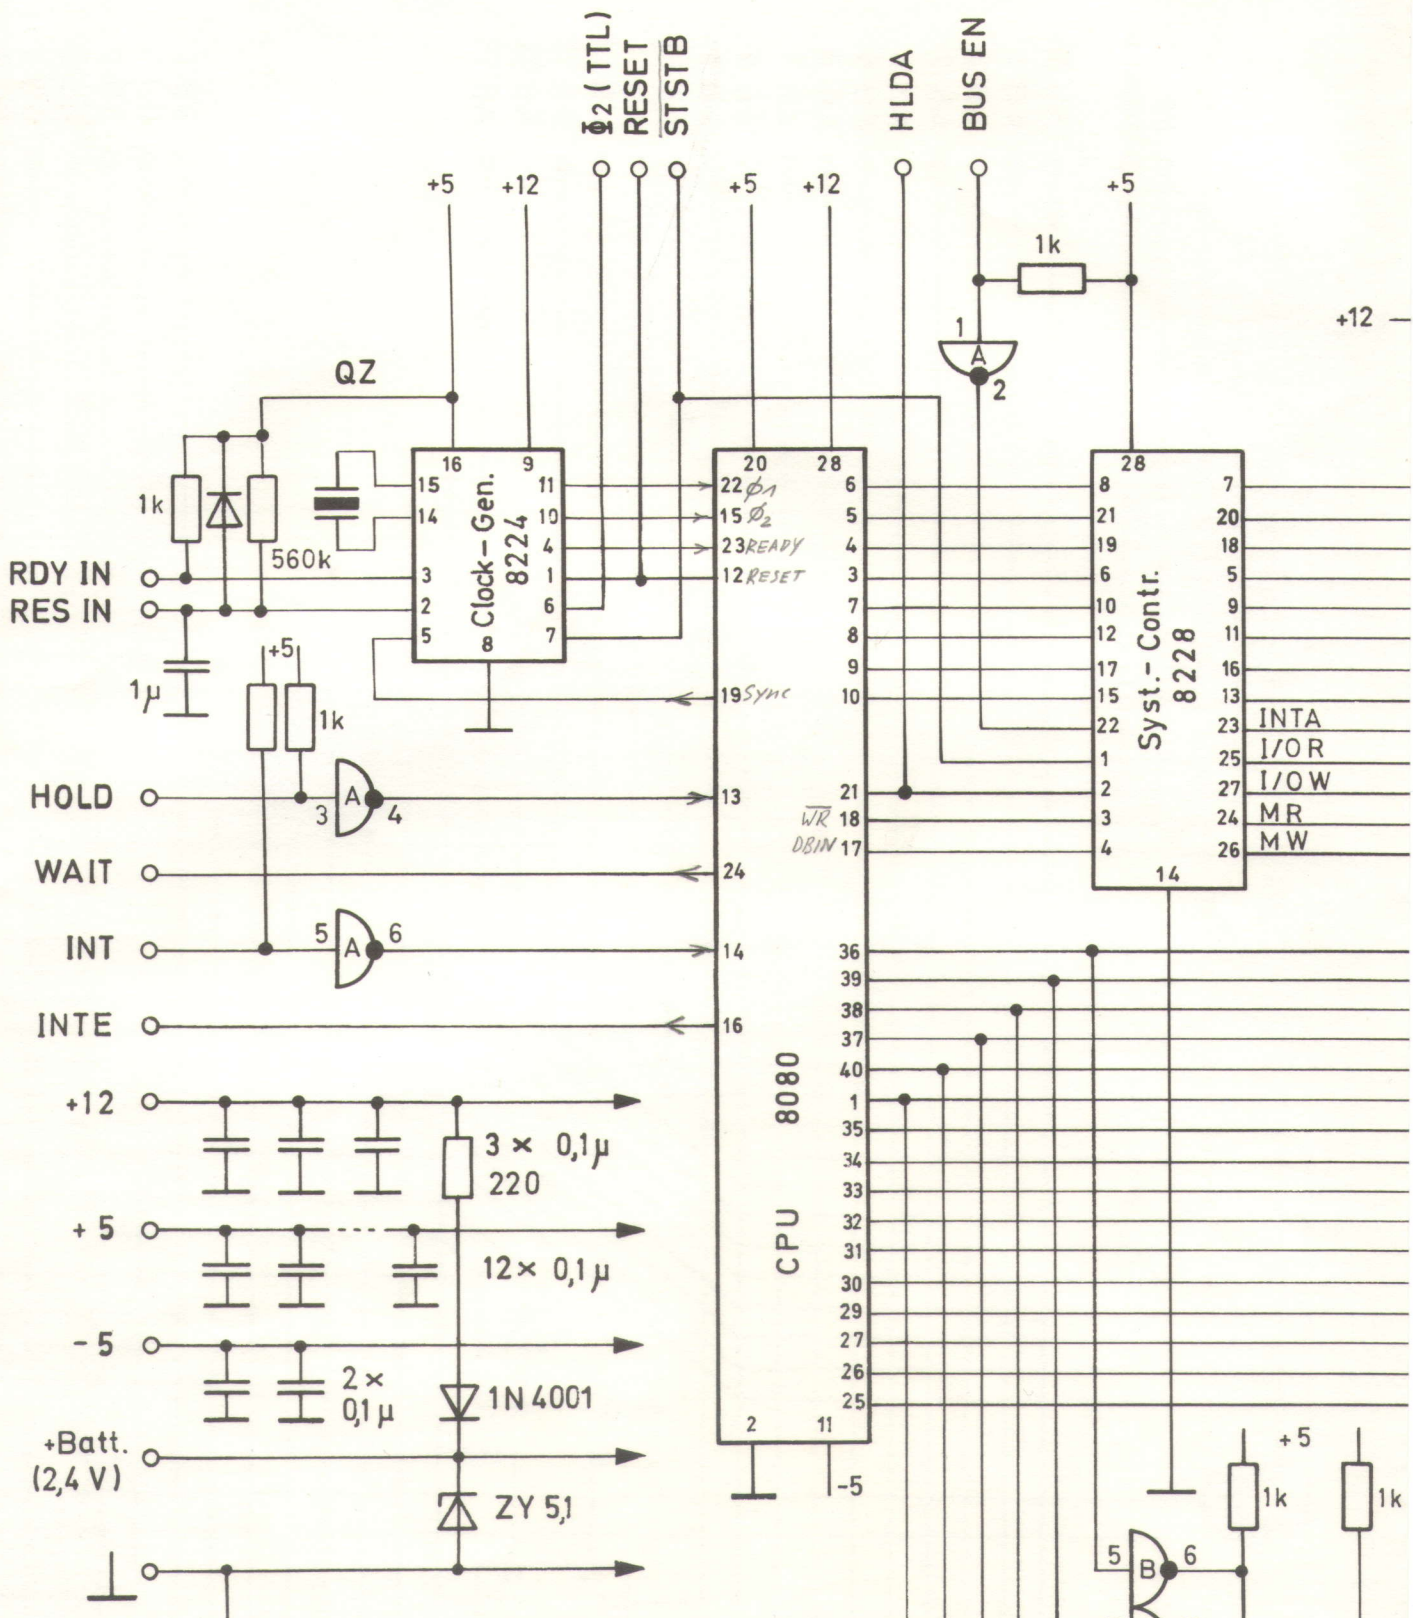 Φ2 (TTL)
RESET
STSTB
HLDA
BUS EN
+5
+12
+5
+12
+5
1k
+12
1
A
2
QZ
16
9
20
28
28
1k
560k
15
14
3
2
5
8
Clock-Gen.
8224
11
10
4
1
6
7
22 ϕ1
15 ϕ2
23 READY
12 RESET
19 Sync
6
5
4
3
7
8
9
10
8
21
19
6
10
12
17
15
22
1
2
3
4
Syst.-Contr.
8228
7
20
18
5
9
11
16
13
23 INTA
25 I/OR
27 I/OW
24 MR
26 MW
14
RDY IN
RES IN
1µ
+5
1k
HOLD
3
A
4
13
21
WR 18
DBIN 17
WAIT
24
INT
5
A
6
14
INTE
16
36
39
38
37
40
1
35
34
33
32
31
30
29
27
26
25
8080
CPU
2
11
-5
+12
3 × 0,1µ
220
+5
12× 0,1µ
-5
2 ×
0,1µ
1N 4001
+Batt.
(2,4 V)
ZY 5,1
+5
1k
1k
5
B
6